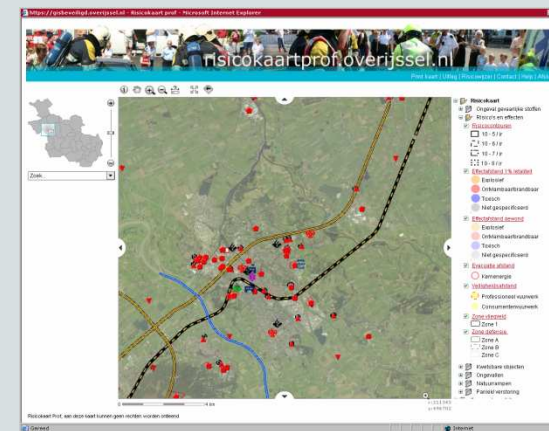 https://gisbeveiligd.overijssel.nl - Risicokaart prof - Microsoft Internet Explorer
risicokaartprof.overijssel.nl
Print kaart | Uitleg | Risicowijzer | Contact | Help |
Zoek...
Risicokaart
Ongeval gevaarlijke stoffen
Risico's en effecten
Risicocontouren
10 - 5 / jr
10 - 6 / jr
10 - 7 / jr
10 - 8 / jr
Effectafstand 1% letaliteit
Explosief
Ontvlambaar/brandbaar
Toxisch
Niet gespecificeerd
Effectafstand gewond
Explosief
Ontvlambaar/brandbaar
Toxisch
Niet gespecificeerd
Evacuatie afstand
Kernenergie
Veiligheidsafstand
Professioneel vuurwerk
Consumentenvuurwerk
Zone vliegveld
Zone 1
Zone defensie
Zone A
Zone B
Zone C
Kwetsbare objecten
Ongevallen
Natuurrampen
Paniek/verstoring
Risicokaart Prof, aan deze kaart kunnen geen rechten worden ontleend
Gereed
Internet